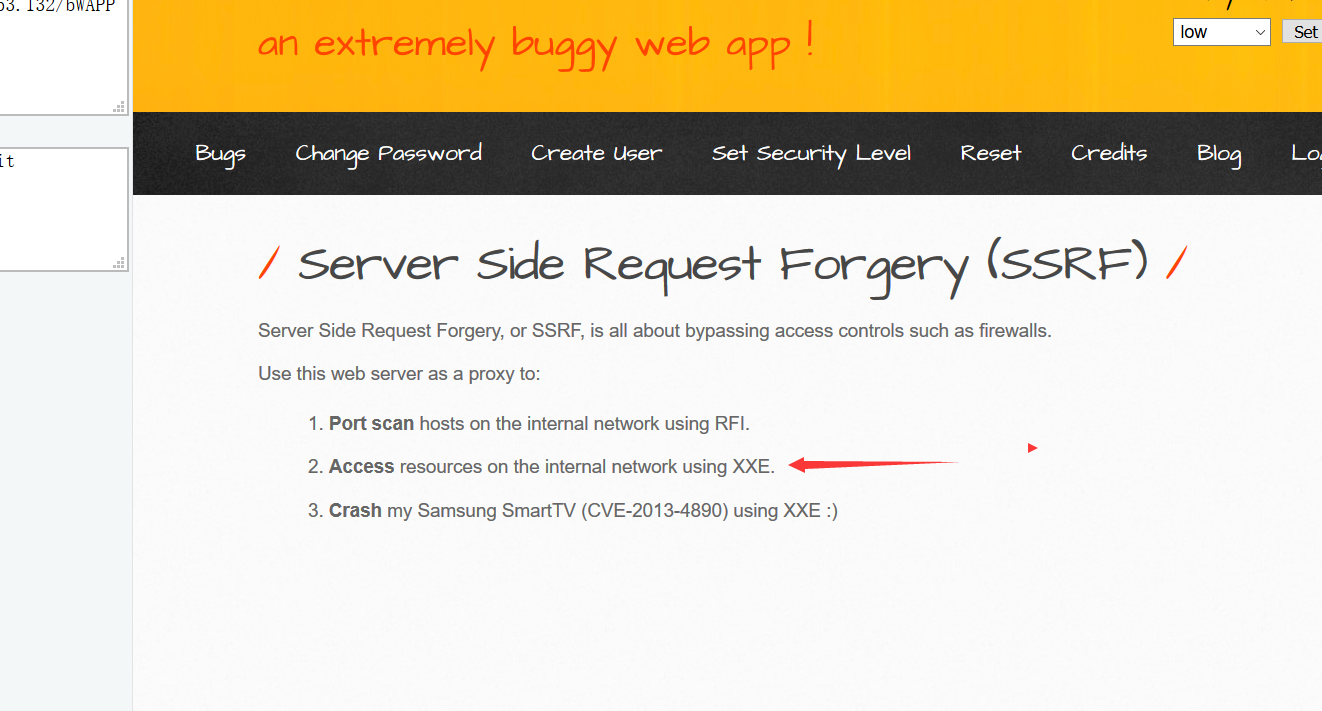 53.132/bWAPP
it
an extremely buggy web app !
low
Set
Bugs Change Password Create User Set Security Level Reset Credits Blog
/ Server Side Request Forgery (SSRF) /
Server Side Request Forgery, or SSRF, is all about bypassing access controls such as firewalls.
Use this web server as a proxy to:
1. Port scan hosts on the internal network using RFI.
2. Access resources on the internal network using XXE.
3. Crash my Samsung SmartTV (CVE-2013-4890) using XXE :)